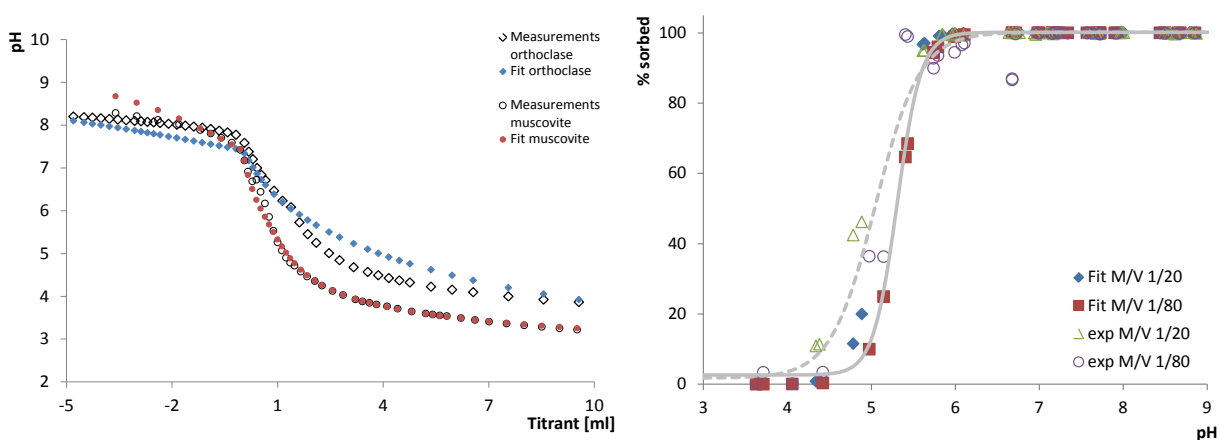 pH
10
9
8
7
6
5
4
3
2
-5
-2
1
4
7
10
Titrant [ml]
Measurements
orthoclase
Fit orthoclase
Measurements
muscovite
Fit muscovite
% sorbed
100
80
60
40
20
0
3
4
5
6
7
8
9
pH
Fit M/V 1/20
Fit M/V 1/80
exp M/V 1/20
exp M/V 1/80